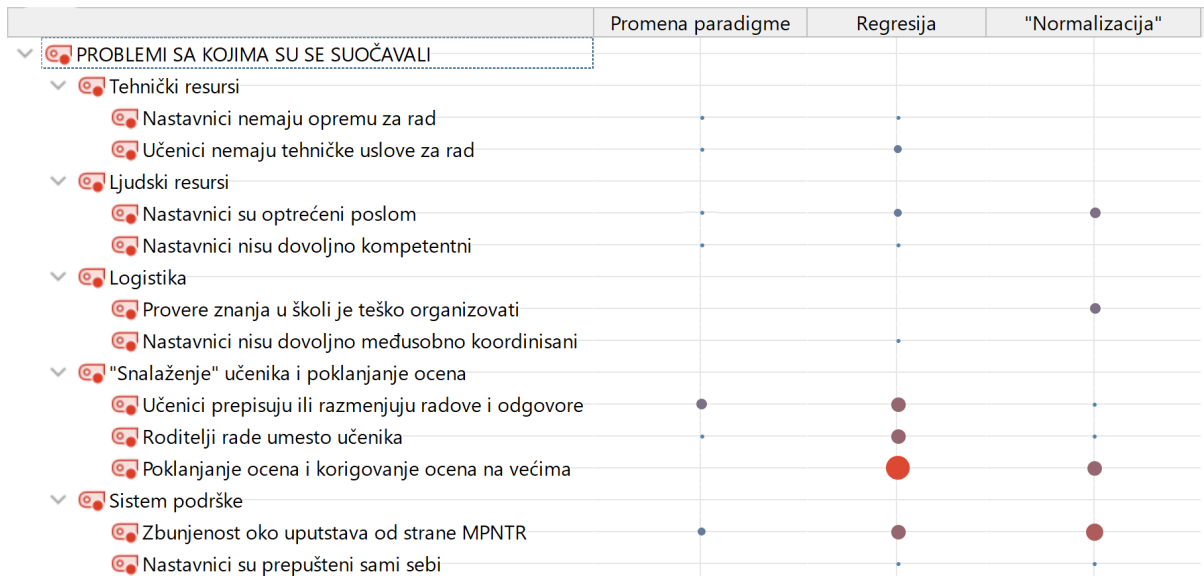 Promena paradigme Regresija "Normalizacija"
PROBLEMI SA KOJIMA SU SE SUOČAVALI
Tehnički resursi
Nastavnici nemaju opremu za rad
Učenici nemaju tehničke uslove za rad
Ljudski resursi
Nastavnici su optrećeni poslom
Nastavnici nisu dovoljno kompetentni
Logistika
Provere znanja u školi je teško organizovati
Nastavnici nisu dovoljno međusobno koordinisani
"Snalaženje" učenika i poklanjanje ocena
Učenici prepisuju ili razmenjuju radove i odgovore
Roditelji rade umesto učenika
Poklanjanje ocena i korigovanje ocena na većima
Sistem podrške
Zbunjenost oko uputstava od strane MPNTR
Nastavnici su prepušteni sami sebi